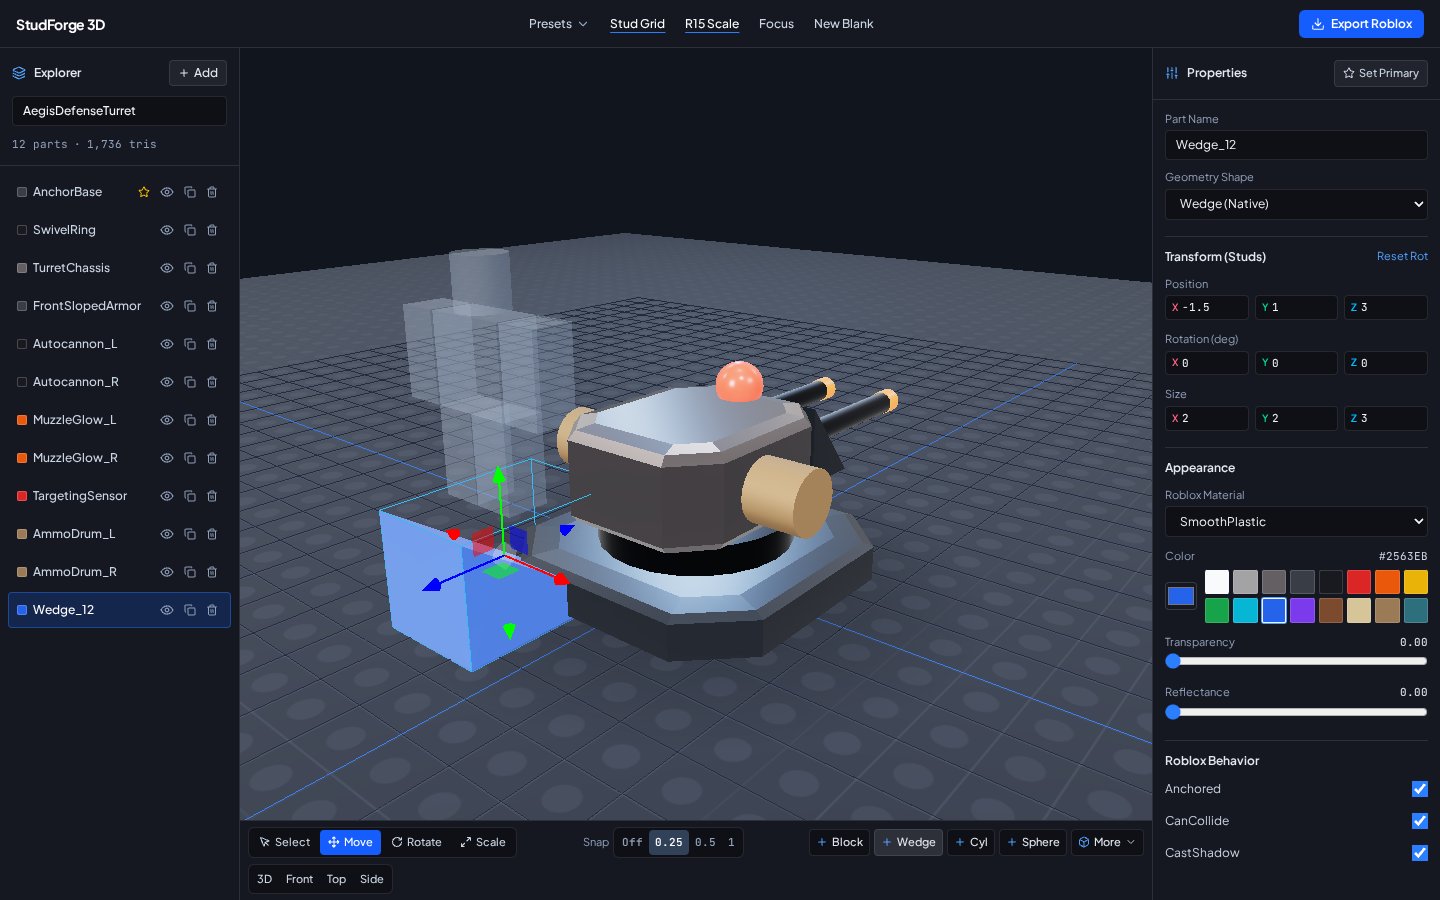 StudForge 3D
Presets
Stud Grid
R15 Scale
Focus
New Blank
Export Roblox
Explorer
Add
AegisDefenseTurret
12 parts · 1,736 tris
AnchorBase
SwivelRing
TurretChassis
FrontSlopedArmor
Autocannon_L
Autocannon_R
MuzzleGlow_L
MuzzleGlow_R
TargetingSensor
AmmoDrum_L
AmmoDrum_R
Wedge_12
Select
Move
Rotate
Scale
Snap
Off
0.25
0.5
1
Block
Wedge
Cyl
Sphere
More
3D
Front
Top
Side
Properties
Set Primary
Part Name
Wedge_12
Geometry Shape
Wedge (Native)
Transform (Studs)
Reset Rot
Position
X -1.5
Y 1
Z 3
Rotation (deg)
X 0
Y 0
Z 0
Size
X 2
Y 2
Z 3
Appearance
Roblox Material
SmoothPlastic
Color
#2563EB
Transparency
0.00
Reflectance
0.00
Roblox Behavior
Anchored
CanCollide
CastShadow